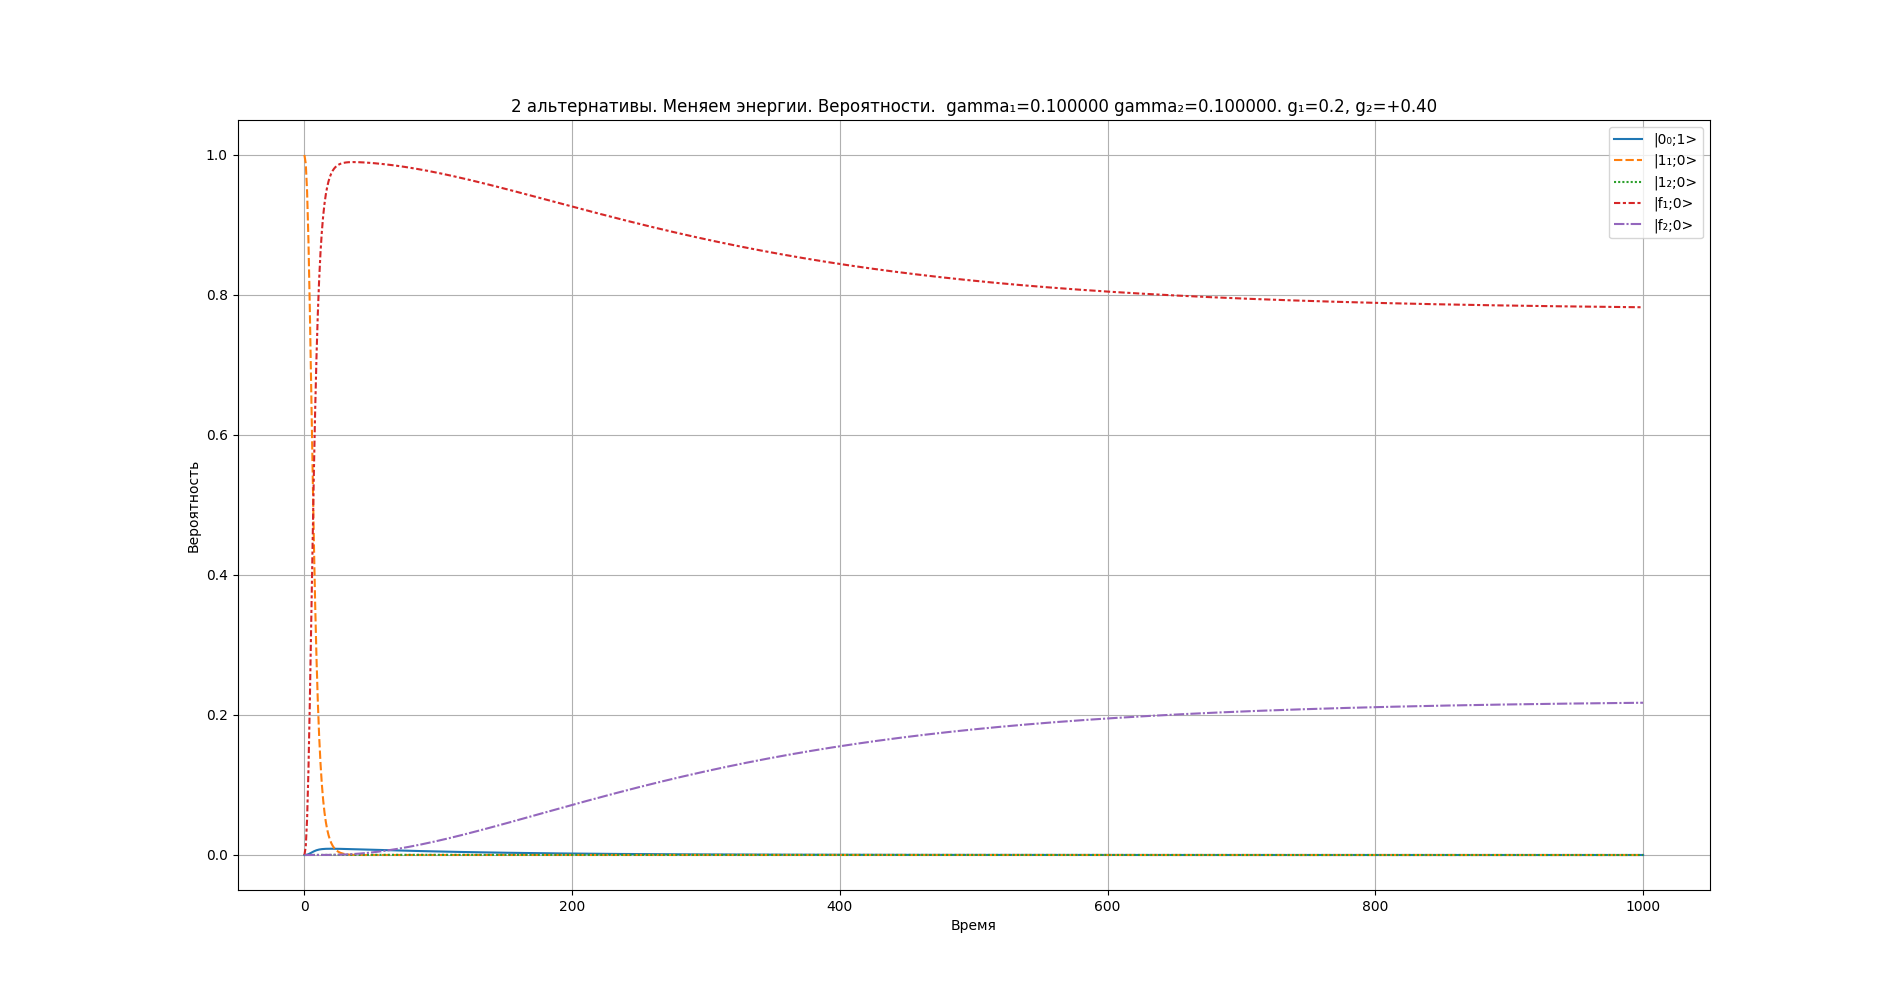 2 альтернативы. Меняем энергии. Вероятности.  gamma₁=0.100000 gamma₂=0.100000. g₁=0.2, g₂=+0.40
|0₀;1>
|1₁;0>
|1₂;0>
|f₁;0>
|f₂;0>
1.0
0.8
0.6
0.4
0.2
0.0
Вероятность
0 200 400 600 800 1000
Время